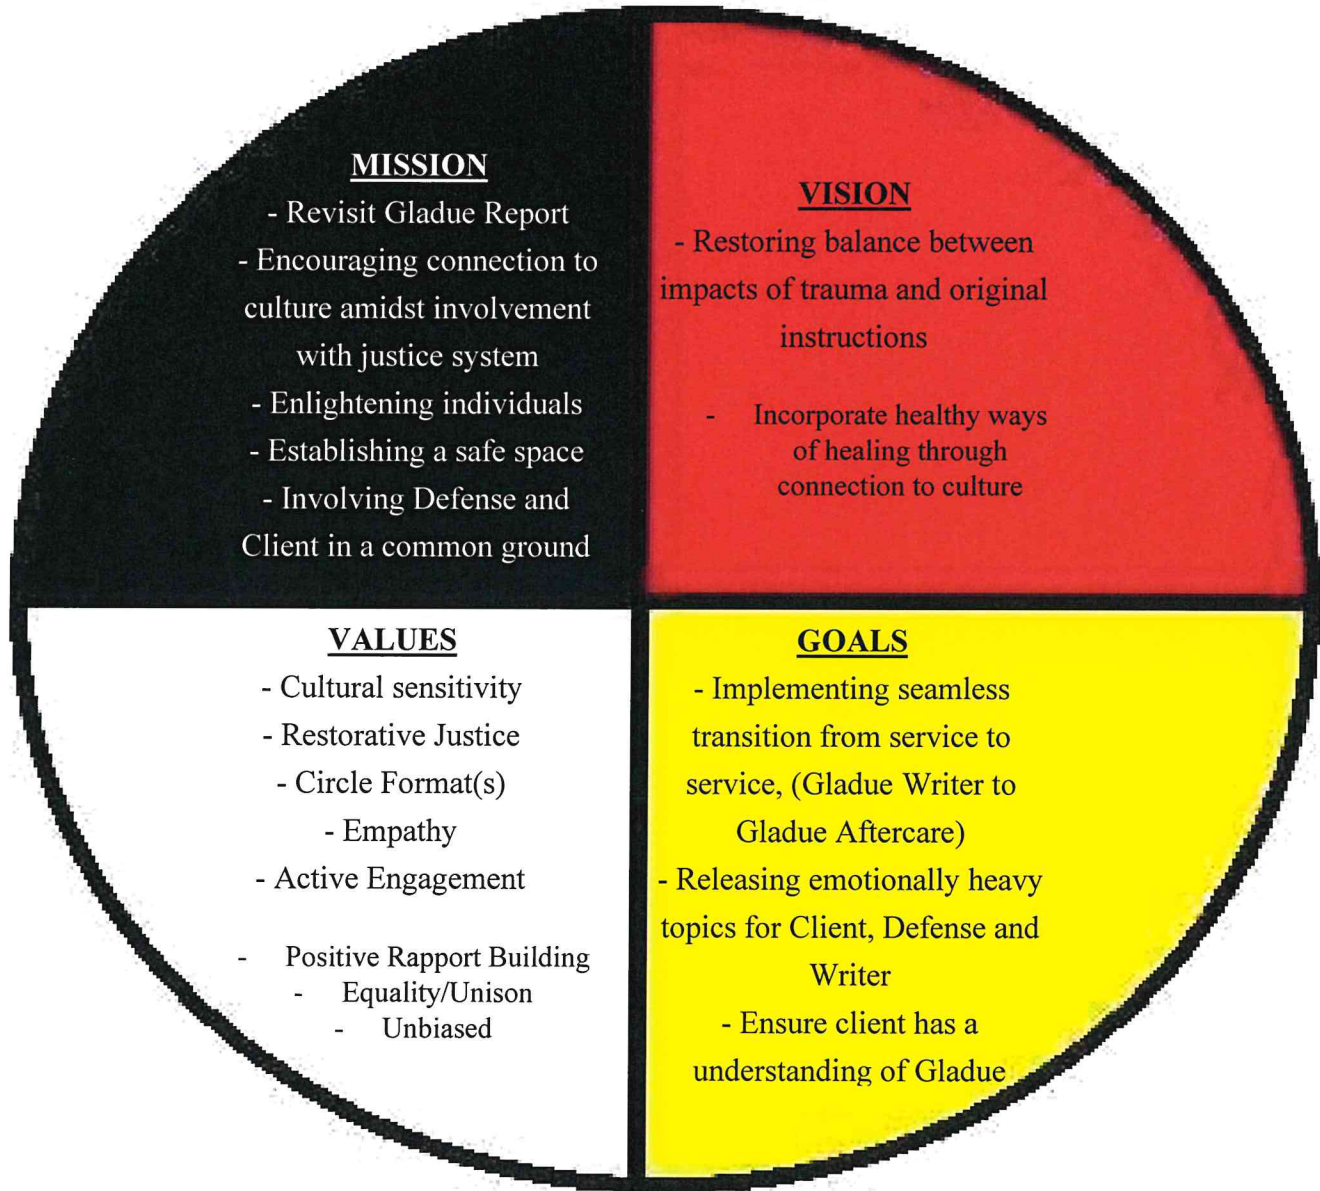 MISSION
- Revisit Gladue Report
- Encouraging connection to
culture amidst involvement
with justice system
- Enlightening individuals
- Establishing a safe space
- Involving Defense and
Client in a common ground
VISION
- Restoring balance between
impacts of trauma and original
instructions
- Incorporate healthy ways
of healing through
connection to culture
VALUES
- Cultural sensitivity
- Restorative Justice
- Circle Format(s)
- Empathy
- Active Engagement
- Positive Rapport Building
- Equality/Unison
- Unbiased
GOALS
- Implementing seamless
transition from service to
service, (Gladue Writer to
Gladue Aftercare)
- Releasing emotionally heavy
topics for Client, Defense and
Writer
- Ensure client has a
understanding of Gladue